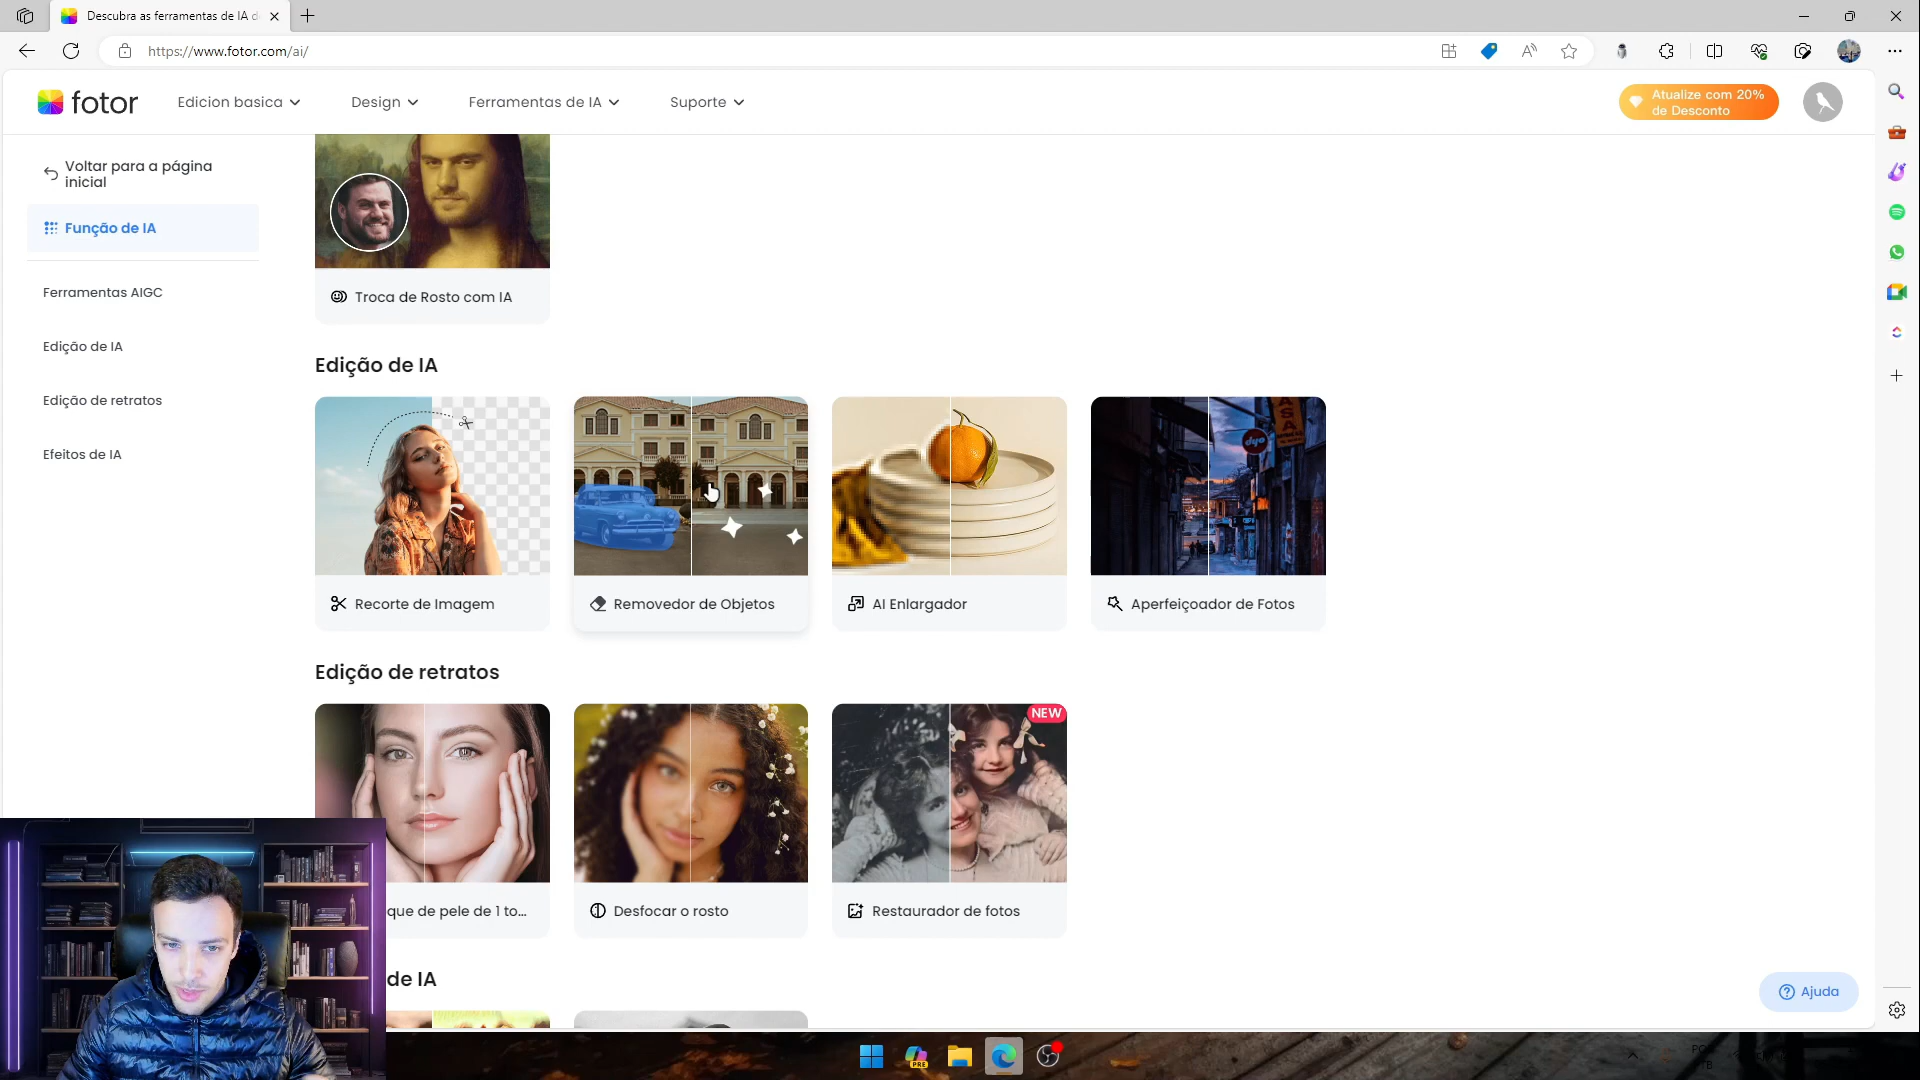 Descubra as ferramentas de IA d
https://www.fotor.com/ai/
fotor
Edicion basica
Design
Ferramentas de IA
Suporte
Atualize com 20%
de Desconto
Voltar para a página
inicial
Função de IA
Ferramentas AIGC
Edição de IA
Edição de retratos
Efeitos de IA
Troca de Rosto com IA
Edição de IA
Recorte de Imagem
Removedor de Objetos
AI Enlargador
Aperfeiçoador de Fotos
Edição de retratos
NEW
que de pele de 1 to...
Desfocar o rosto
Restaurador de fotos
de IA
Ajuda
PRE